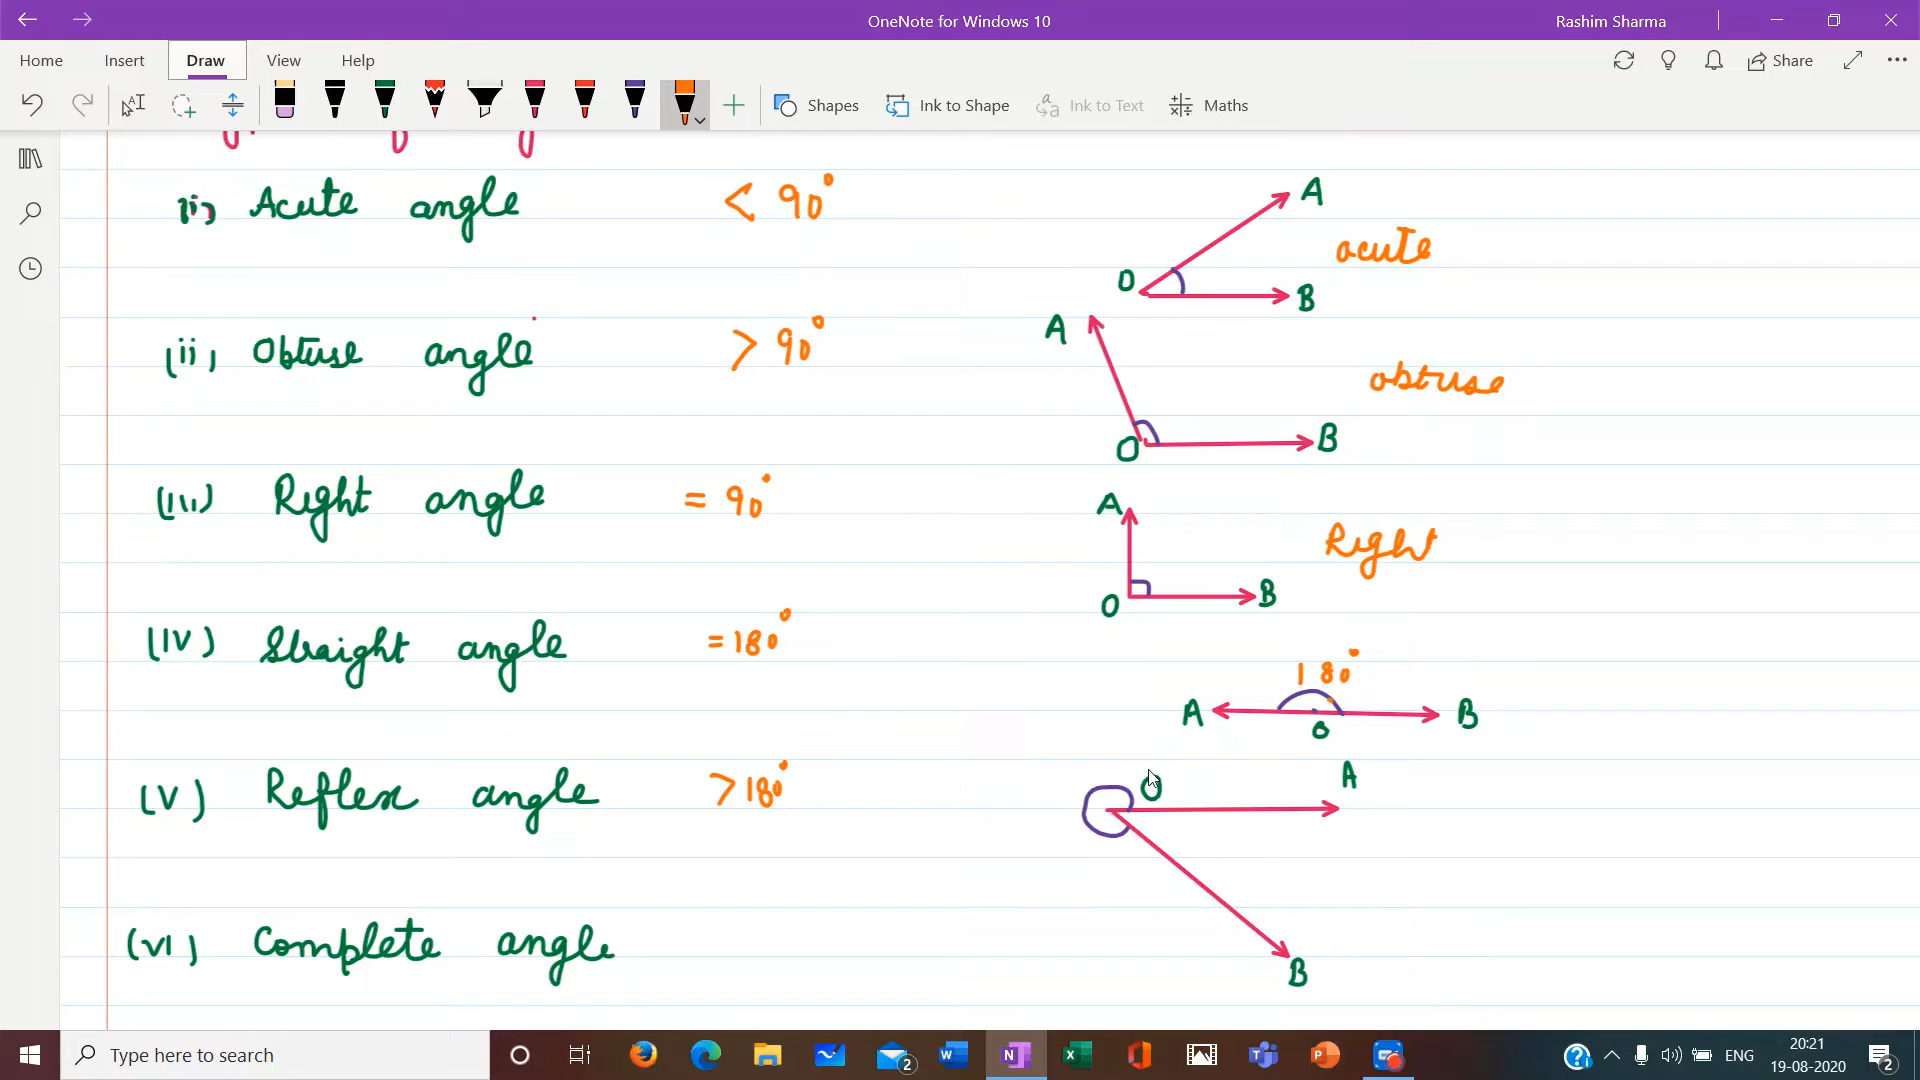 OneNote for Windows 10
Rashim Sharma
Home Insert Draw View Help
Share
Shapes Ink to Shape Ink to Text Maths
Acute angle < 90°
A
acute
O
B
(ii) Obtuse angle > 90°
A
obtuse
O
B
(iii) Right angle = 90°
A
Right
O
B
(iv) Straight angle = 180°
180°
A
B
O
(v) Reflex angle > 180°
O
A
B
(vi) Complete angle
Type here to search
2
ENG
20:21
19-08-2020
2